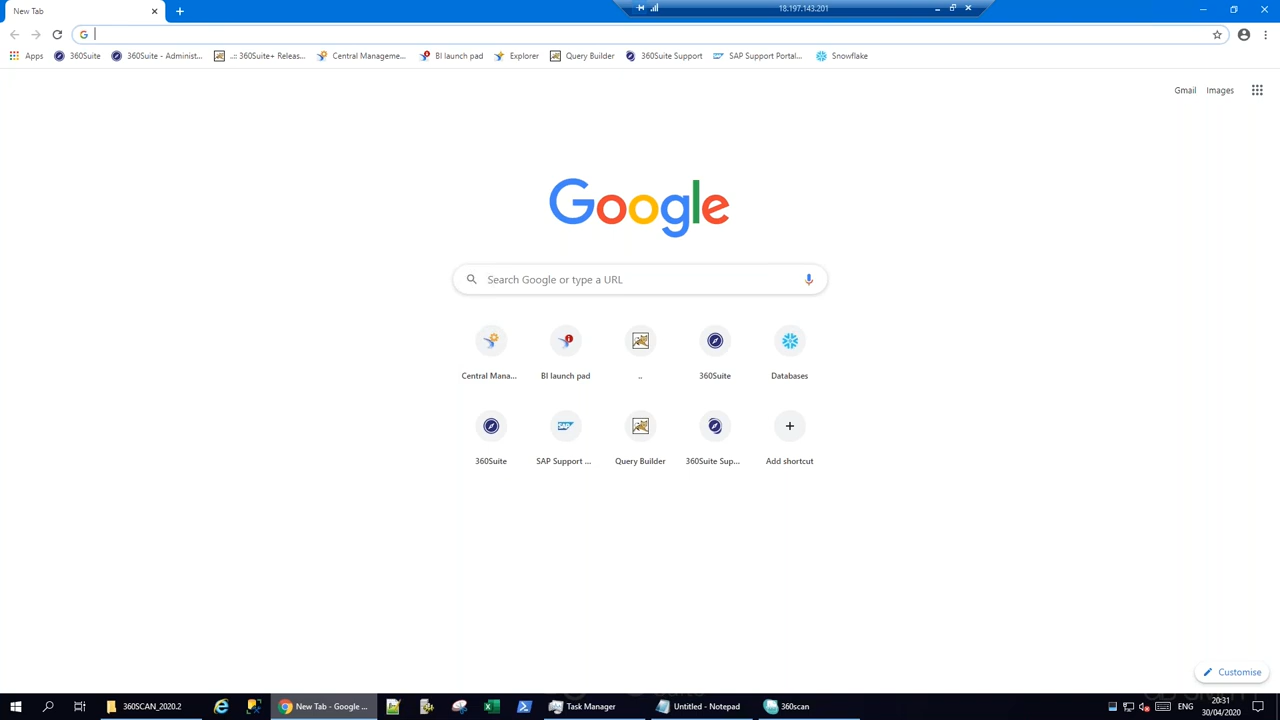 New Tab
18.197.143.201
Apps
360Suite
360Suite - Administ...
..:: 360Suite+ Releas...
Central Manageme...
BI launch pad
Explorer
Query Builder
360Suite Support
SAP Support Portal...
Snowflake
Gmail
Images
Google
Search Google or type a URL
Central Mana...
BI launch pad
..
360Suite
Databases
360Suite
SAP Support ...
Query Builder
360Suite Sup...
Add shortcut
Customise
360SCAN_2020.2
New Tab - Google ...
Task Manager
Untitled - Notepad
360scan
ENG
20:31
30/04/2020